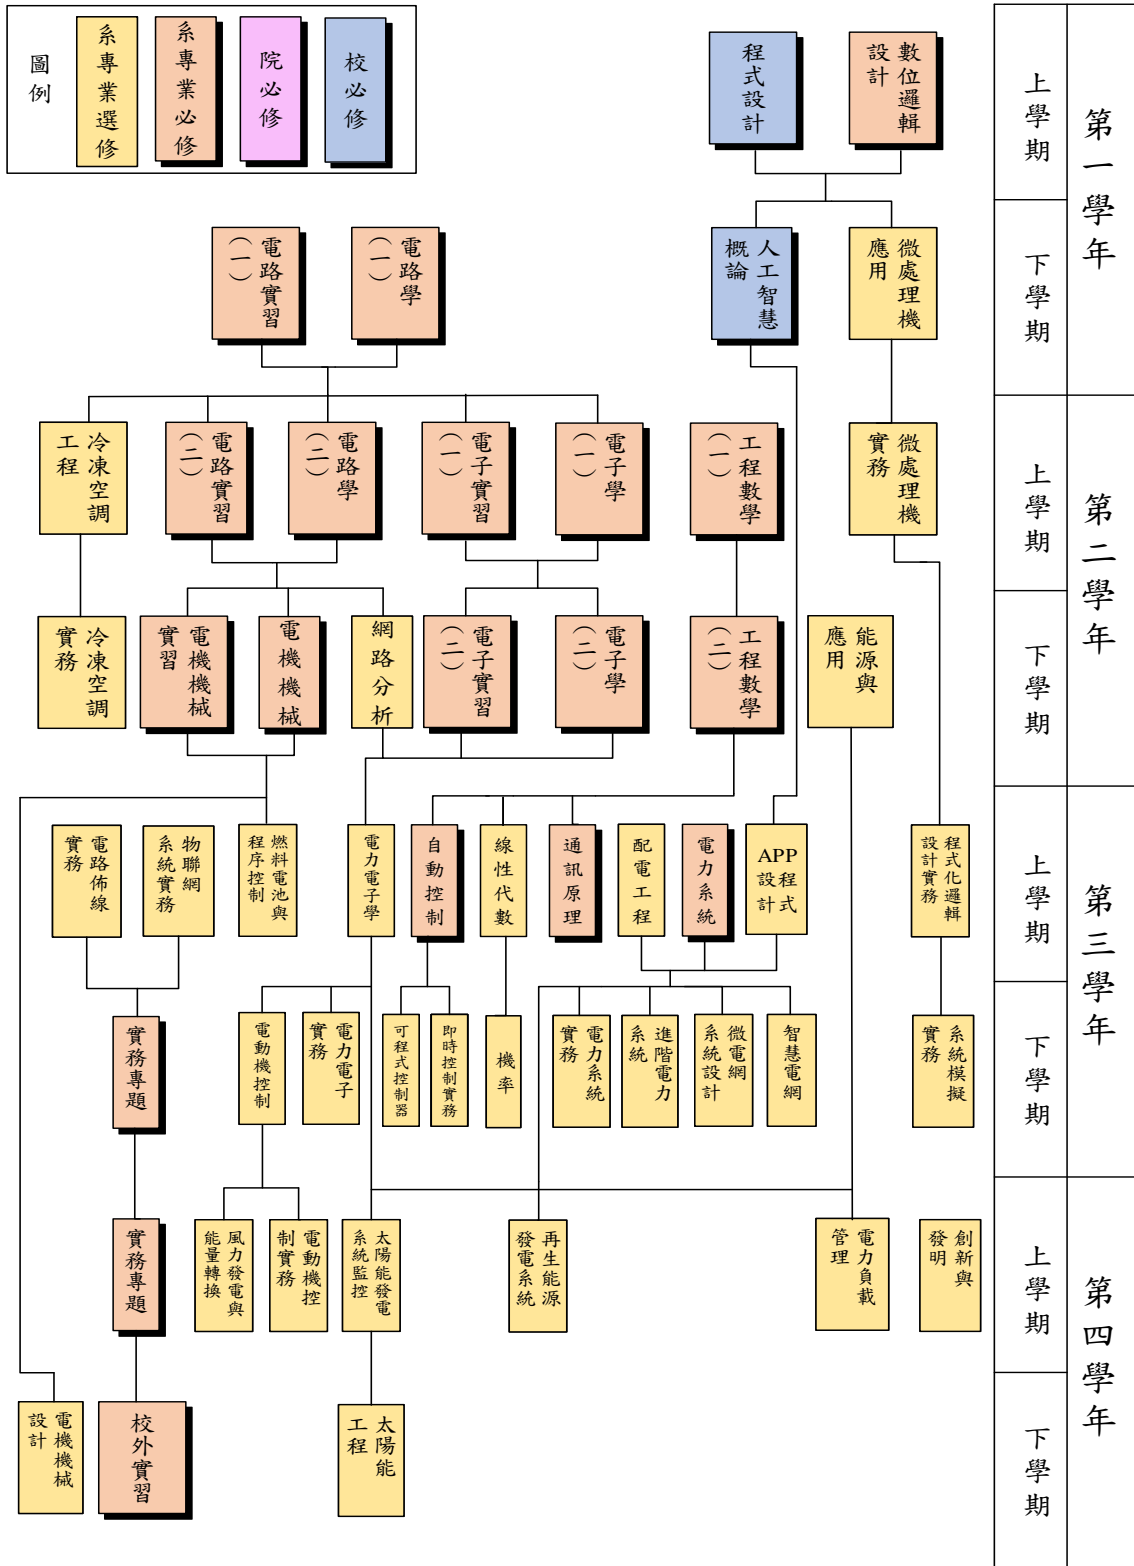 圖例
系專業選修
系專業必修
院必修
校必修
程式設計
數位邏輯
設計
上學期
第一學年
電路實習
(一)
電路學
(一)
人工智慧
概論
微處理機
應用
下學期
冷凍空調
工程
電路實習
(二)
電路學
(二)
電子實習
(一)
電子學
(一)
工程數學
(一)
微處理機
實務
上學期
第二學年
冷凍空調
實務
電機機械
實習
電機機械
網路分析
電子實習
(二)
電子學
(二)
工程數學
(二)
能源與
應用
下學期
電路佈線
實務
物聯網
系統實務
燃料電池與
程序控制
電力電子學
自動控制
線性代數
通訊原理
配電工程
電力系統
APP程式
設計
程式化邏輯
設計實務
上學期
第三學年
實務專題
電動機控制
電力電子
實務
可程式控制器
即時控制實務
機率
電力系統
實務
進階電力
系統
微電網
系統設計
智慧電網
系統模擬
實務
下學期
實務專題
風力發電與
能量轉換
電動機控
制實務
太陽能發電
系統監控
再生能源
發電系統
電力負載
管理
創新與
發明
上學期
第四學年
電機機械
設計
校外實習
太陽能
工程
下學期